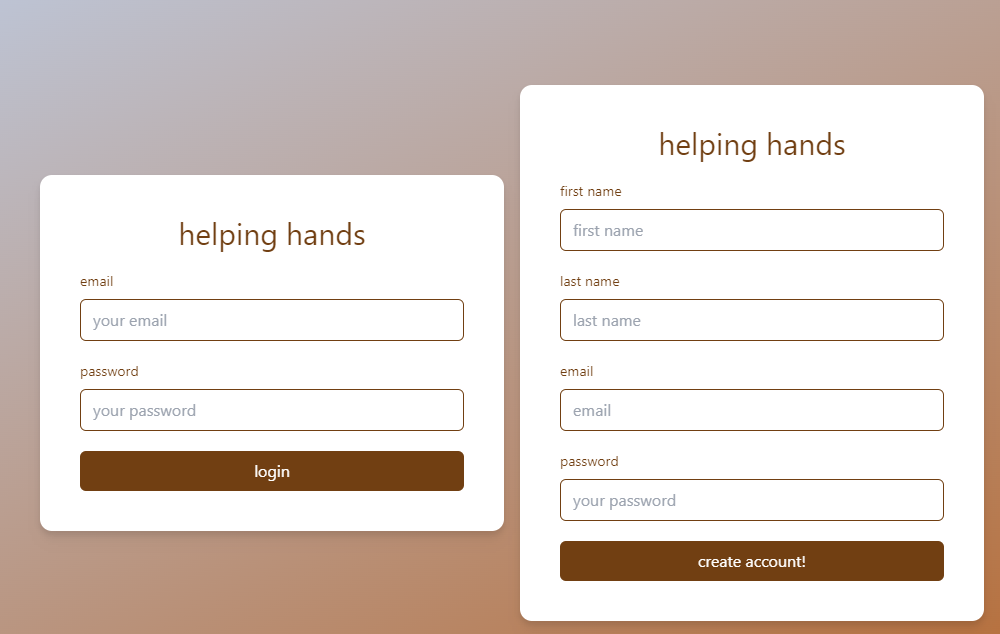 helping hands
email
your email
password
your password
login
helping hands
first name
first name
last name
last name
email
email
password
your password
create account!